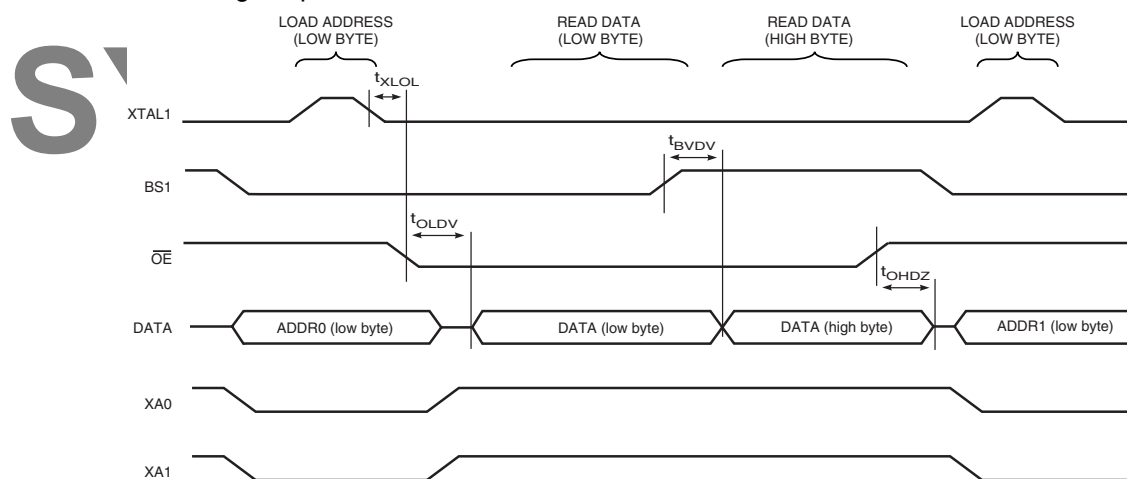 LOAD ADDRESS
(LOW BYTE)
READ DATA
(LOW BYTE)
READ DATA
(HIGH BYTE)
LOAD ADDRESS
(LOW BYTE)
tXLOL
XTAL1
tBVDV
BS1
tOLDV
OE
tOHDZ
DATA
ADDR0 (low byte)
DATA (low byte)
DATA (high byte)
ADDR1 (low byte)
XA0
XA1